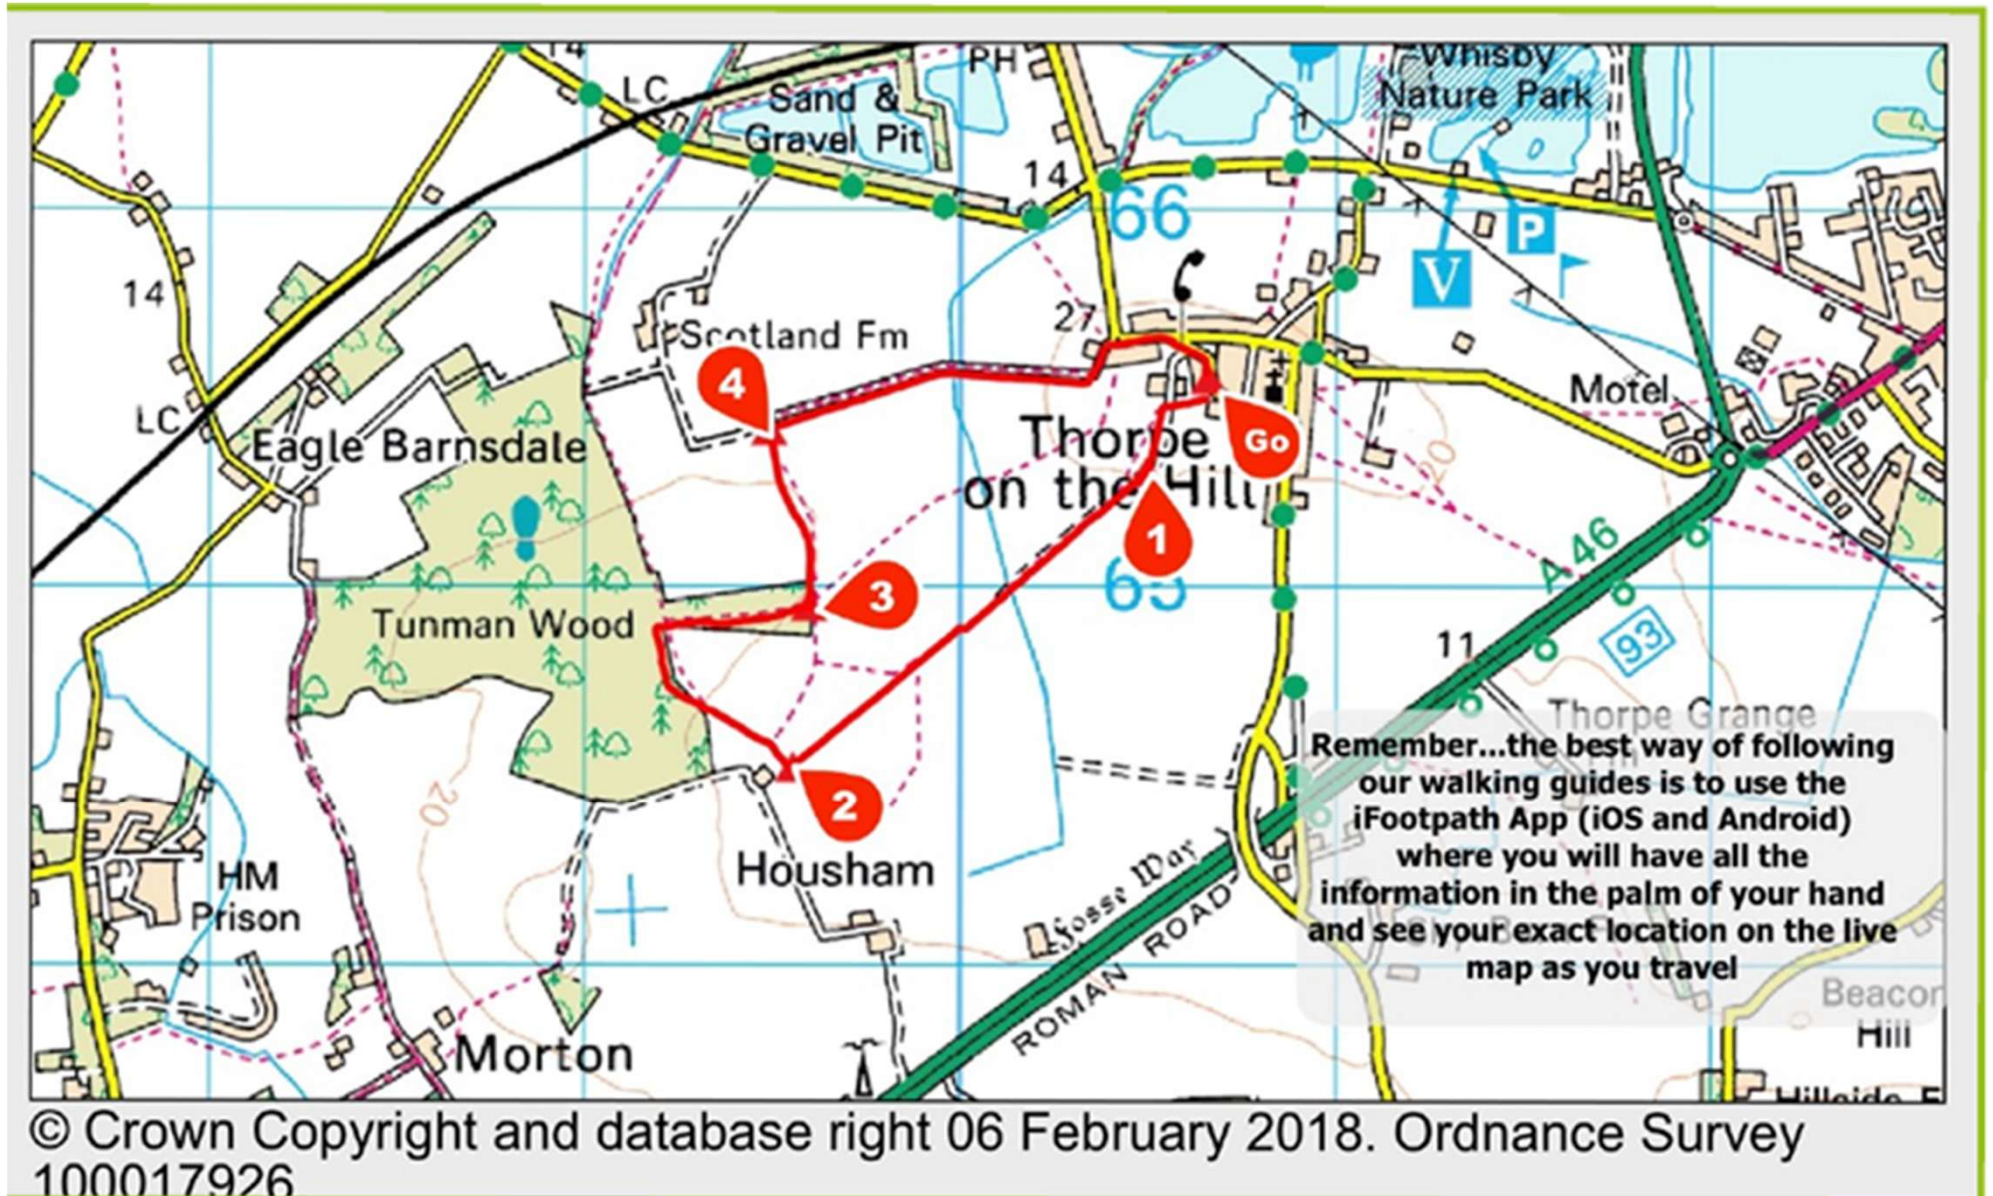 14
LC
PH
Whisby
Nature Park
Sand &
Gravel Pit
14
66
P
V
14
27
Scotland Fm
4
LC
Eagle Barnsdale
Motel
Thorpe
on the Hill
Go
20
1
A 46
65
3
Tunman Wood
93
11
Thorpe Grange
Remember...the best way of following
our walking guides is to use the
iFootpath App (iOS and Android)
where you will have all the
information in the palm of your hand
and see your exact location on the live
map as you travel
20
2
Housham
HM
Prison
Fosse Way
ROMAN ROAD
Beacon
Hill
Morton
© Crown Copyright and database right 06 February 2018. Ordnance Survey
100017926